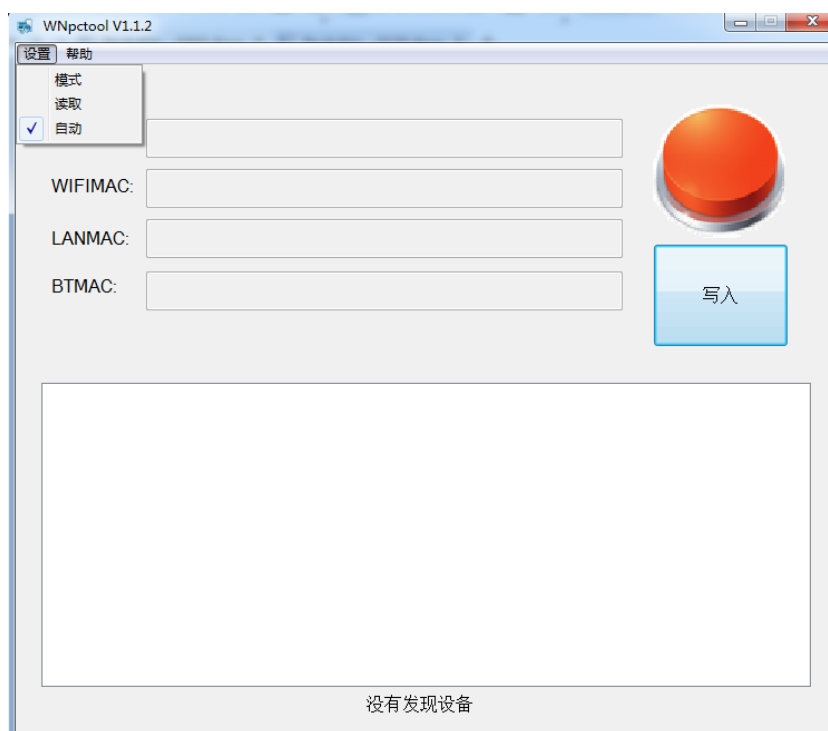 WNpctool V1.1.2
设置 帮助
模式
读取
自动
WIFIMAC:
LANMAC:
BTMAC:
写入
没有发现设备